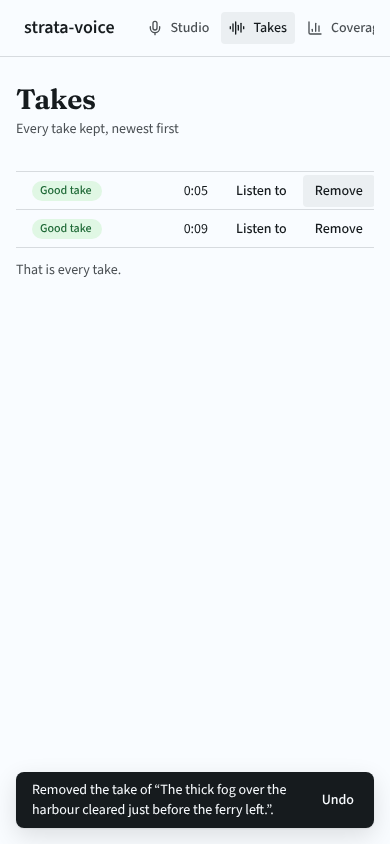 strata-voice Studio Takes Coverag
Takes
Every take kept, newest first
Good take 0:05 Listen to Remove
Good take 0:09 Listen to Remove
That is every take.
Removed the take of “The thick fog over the
harbour cleared just before the ferry left.”. Undo